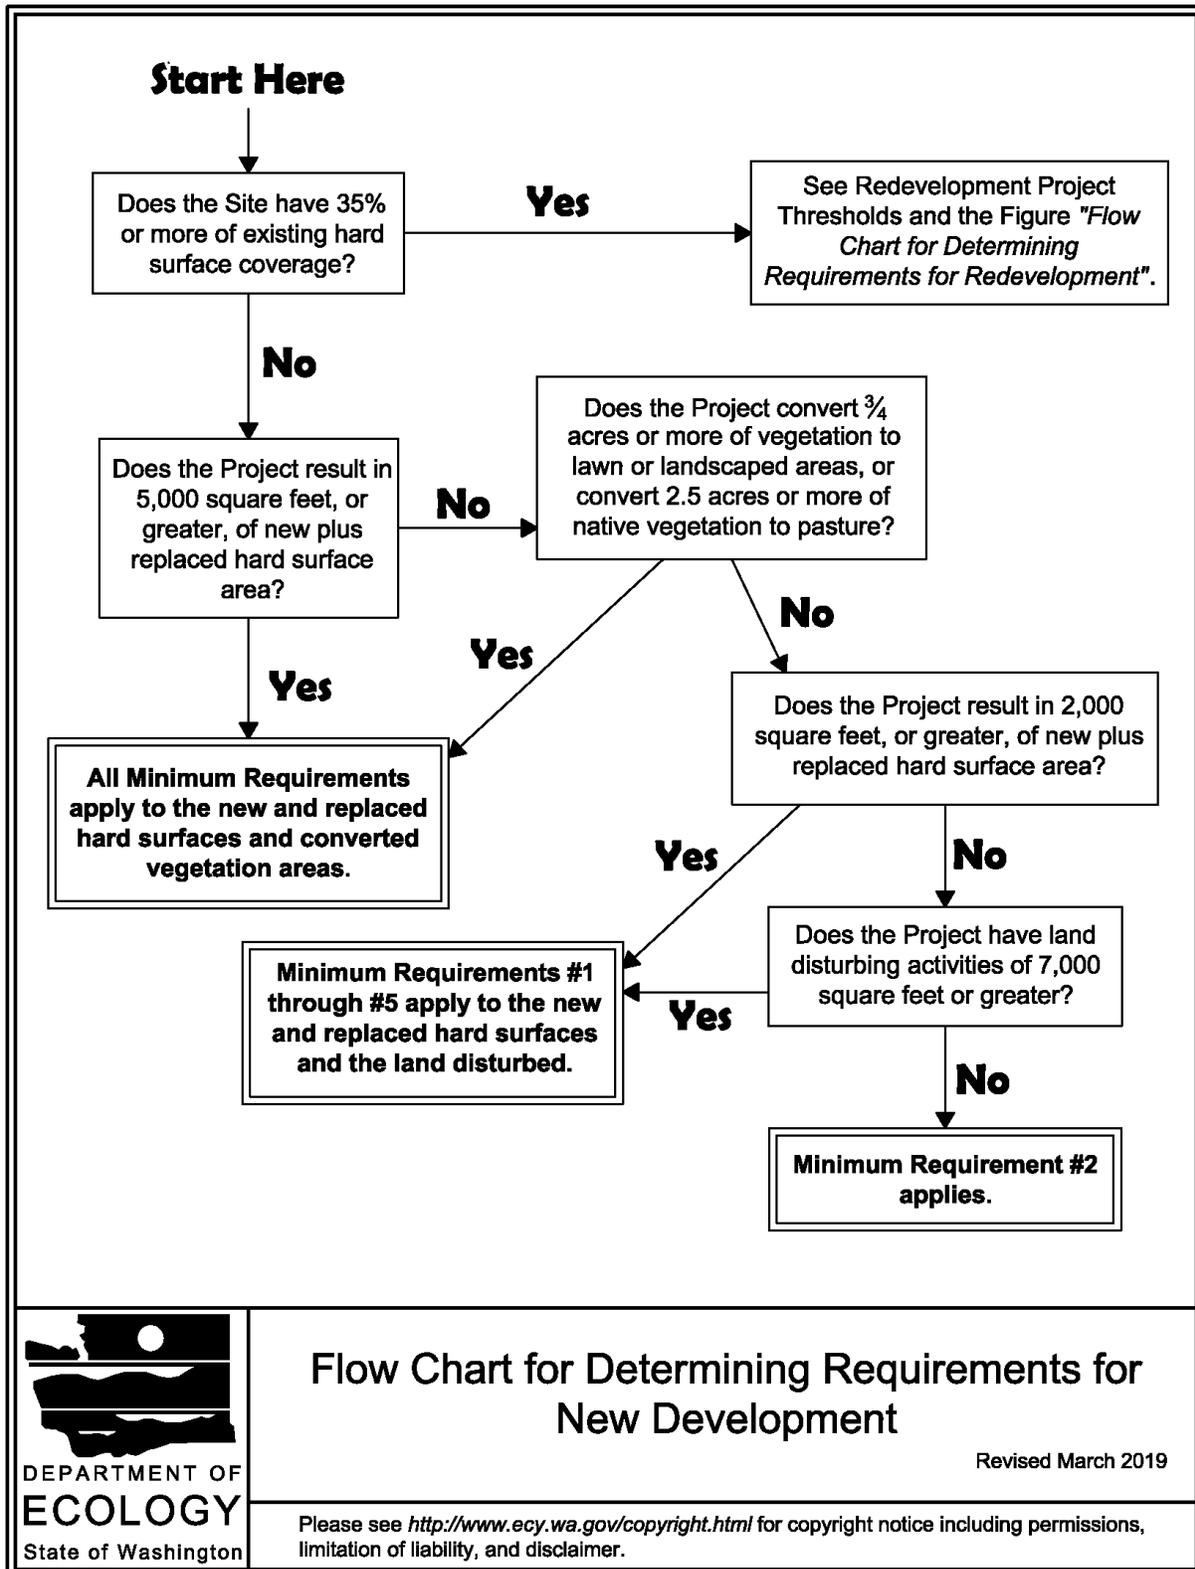 Start Here
Does the Site have 35%
or more of existing hard
surface coverage?
Yes
See Redevelopment Project
Thresholds and the Figure "Flow
Chart for Determining
Requirements for Redevelopment".
No
Does the Project result in
5,000 square feet, or
greater, of new plus
replaced hard surface
area?
No
Does the Project convert ¾
acres or more of vegetation to
lawn or landscaped areas, or
convert 2.5 acres or more of
native vegetation to pasture?
Yes
Yes
No
All Minimum Requirements
apply to the new and replaced
hard surfaces and converted
vegetation areas.
Does the Project result in 2,000
square feet, or greater, of new plus
replaced hard surface area?
Yes
No
Minimum Requirements #1
through #5 apply to the new
and replaced hard surfaces
and the land disturbed.
Yes
Does the Project have land
disturbing activities of 7,000
square feet or greater?
No
Minimum Requirement #2
applies.
DEPARTMENT OF
ECOLOGY
State of Washington
Flow Chart for Determining Requirements for
New Development
Revised March 2019
Please see http://www.ecy.wa.gov/copyright.html for copyright notice including permissions,
limitation of liability, and disclaimer.